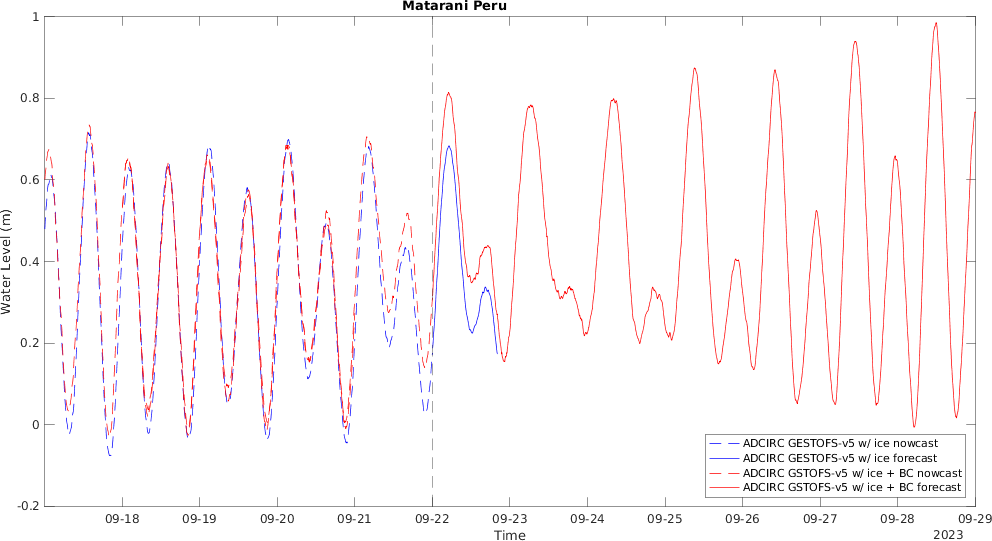 Matarani Peru
1
0.8
0.6
0.4
0.2
0
-0.2
Water Level (m)
09-18 09-19 09-20 09-21 09-22 09-23 09-24 09-25 09-26 09-27 09-28 09-29
Time
2023
ADCIRC GESTOFS-v5 w/ ice nowcast
ADCIRC GESTOFS-v5 w/ ice forecast
ADCIRC GSTOFS-v5 w/ ice + BC nowcast
ADCIRC GSTOFS-v5 w/ ice + BC forecast